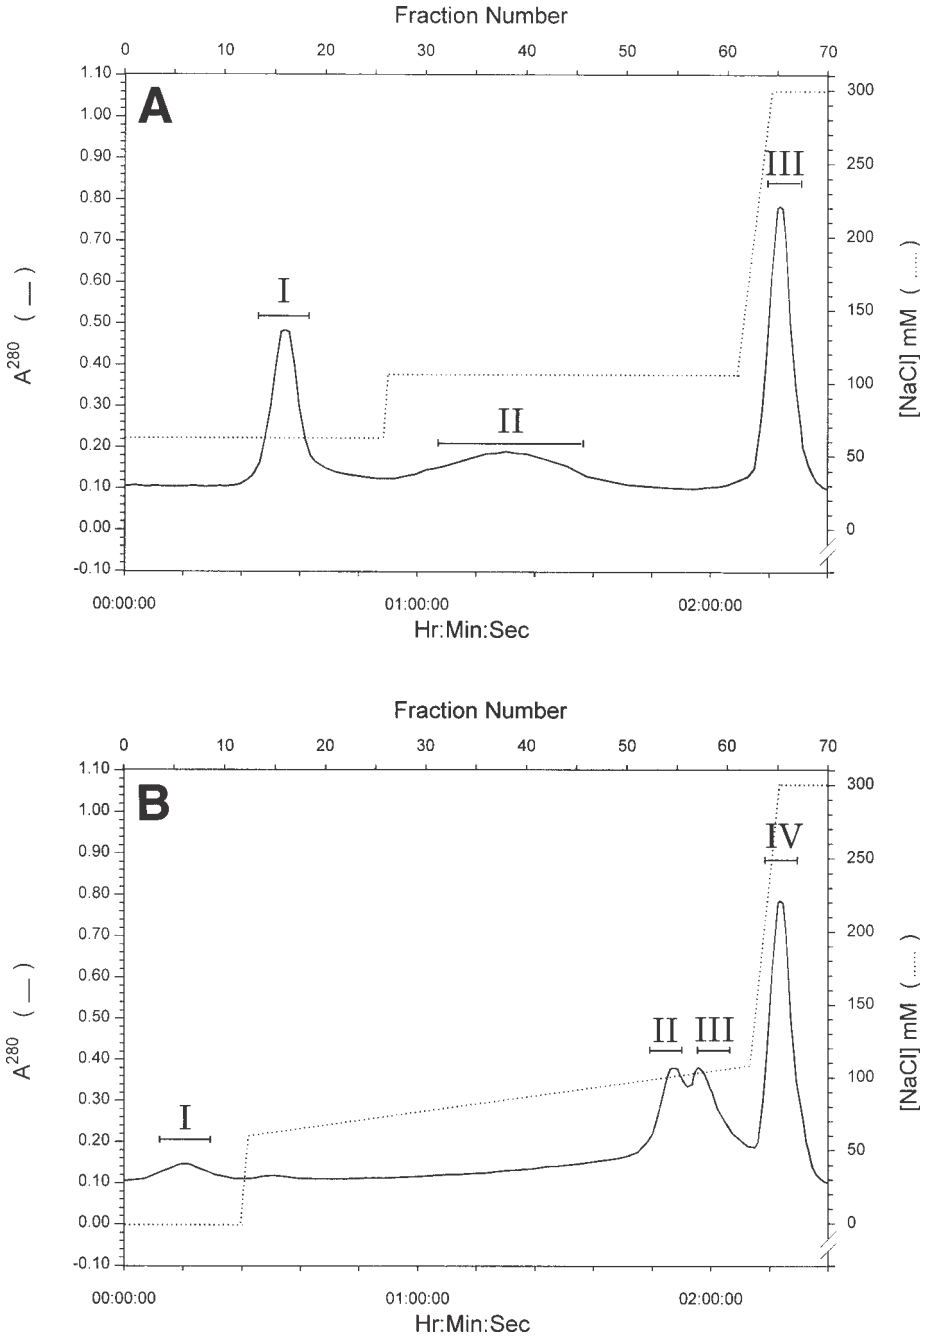 Fraction Number
0 10 20 30 40 50 60 70
A
1.10
1.00
0.90
0.80
0.70
0.60
0.50
0.40
0.30
0.20
0.10
0.00
-0.10
A280 ( — )
I
II
III
300
250
200
150
100
50
0
[NaCl] mM ( .... )
00:00:00 01:00:00 02:00:00
Hr:Min:Sec
Fraction Number
0 10 20 30 40 50 60 70
B
1.10
1.00
0.90
0.80
0.70
0.60
0.50
0.40
0.30
0.20
0.10
0.00
-0.10
A280 ( — )
I
II
III
IV
300
250
200
150
100
50
0
[NaCl] mM ( .... )
00:00:00 01:00:00 02:00:00
Hr:Min:Sec